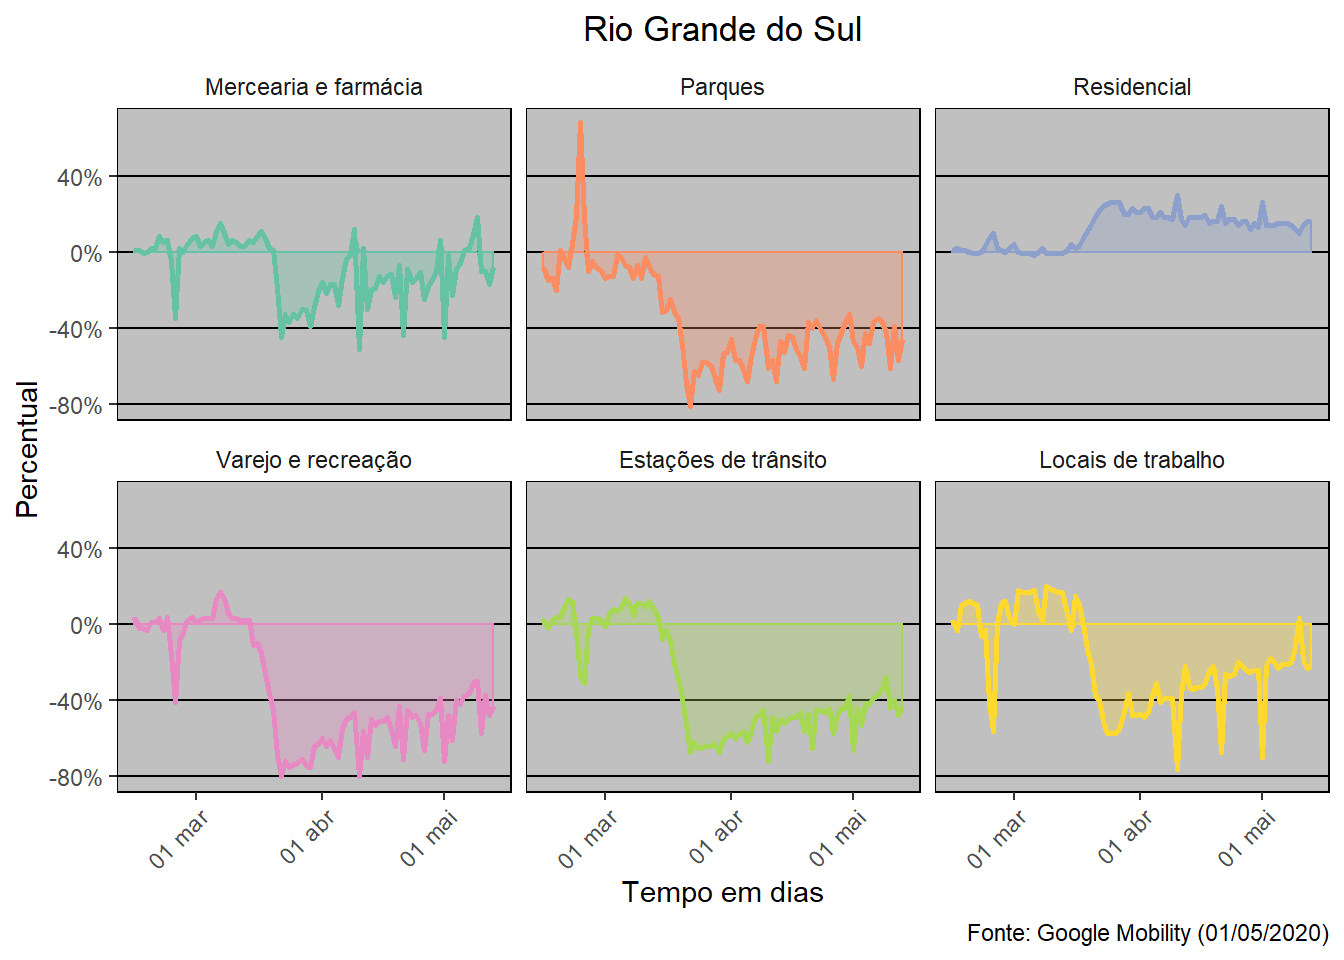 Rio Grande do Sul
Mercearia e farmácia
Parques
Residencial
40%
0%
-40%
-80%
Percentual
Varejo e recreação
Estações de trânsito
Locais de trabalho
40%
0%
-40%
-80%
01 mar
01 abr
01 mai
01 mar
01 abr
01 mai
01 mar
01 abr
01 mai
Tempo em dias
Fonte: Google Mobility (01/05/2020)